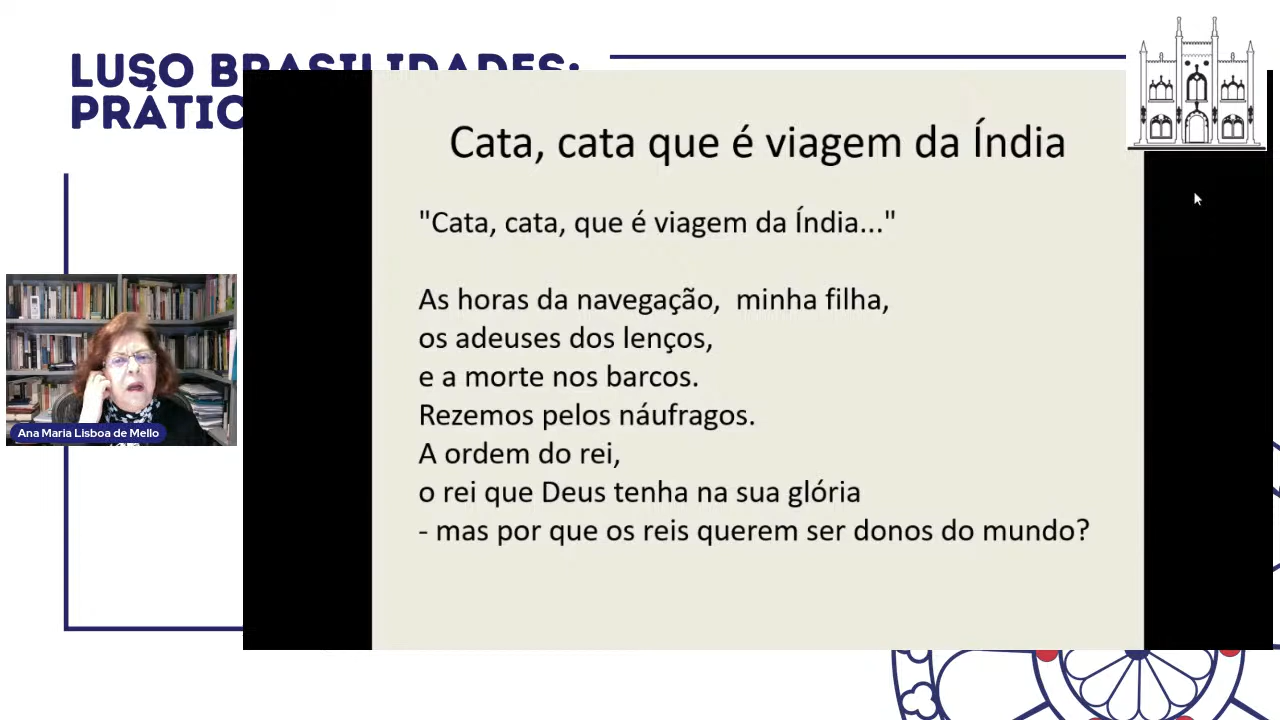 LUSO BRASILIDADES:
PRÁTIC
Cata, cata que é viagem da Índia
"Cata, cata, que é viagem da Índia..."
As horas da navegação, minha filha,
os adeuses dos lenços,
e a morte nos barcos.
Rezemos pelos náufragos.
A ordem do rei,
o rei que Deus tenha na sua glória
- mas por que os reis querem ser donos do mundo?
Ana Maria Lisboa de Mello